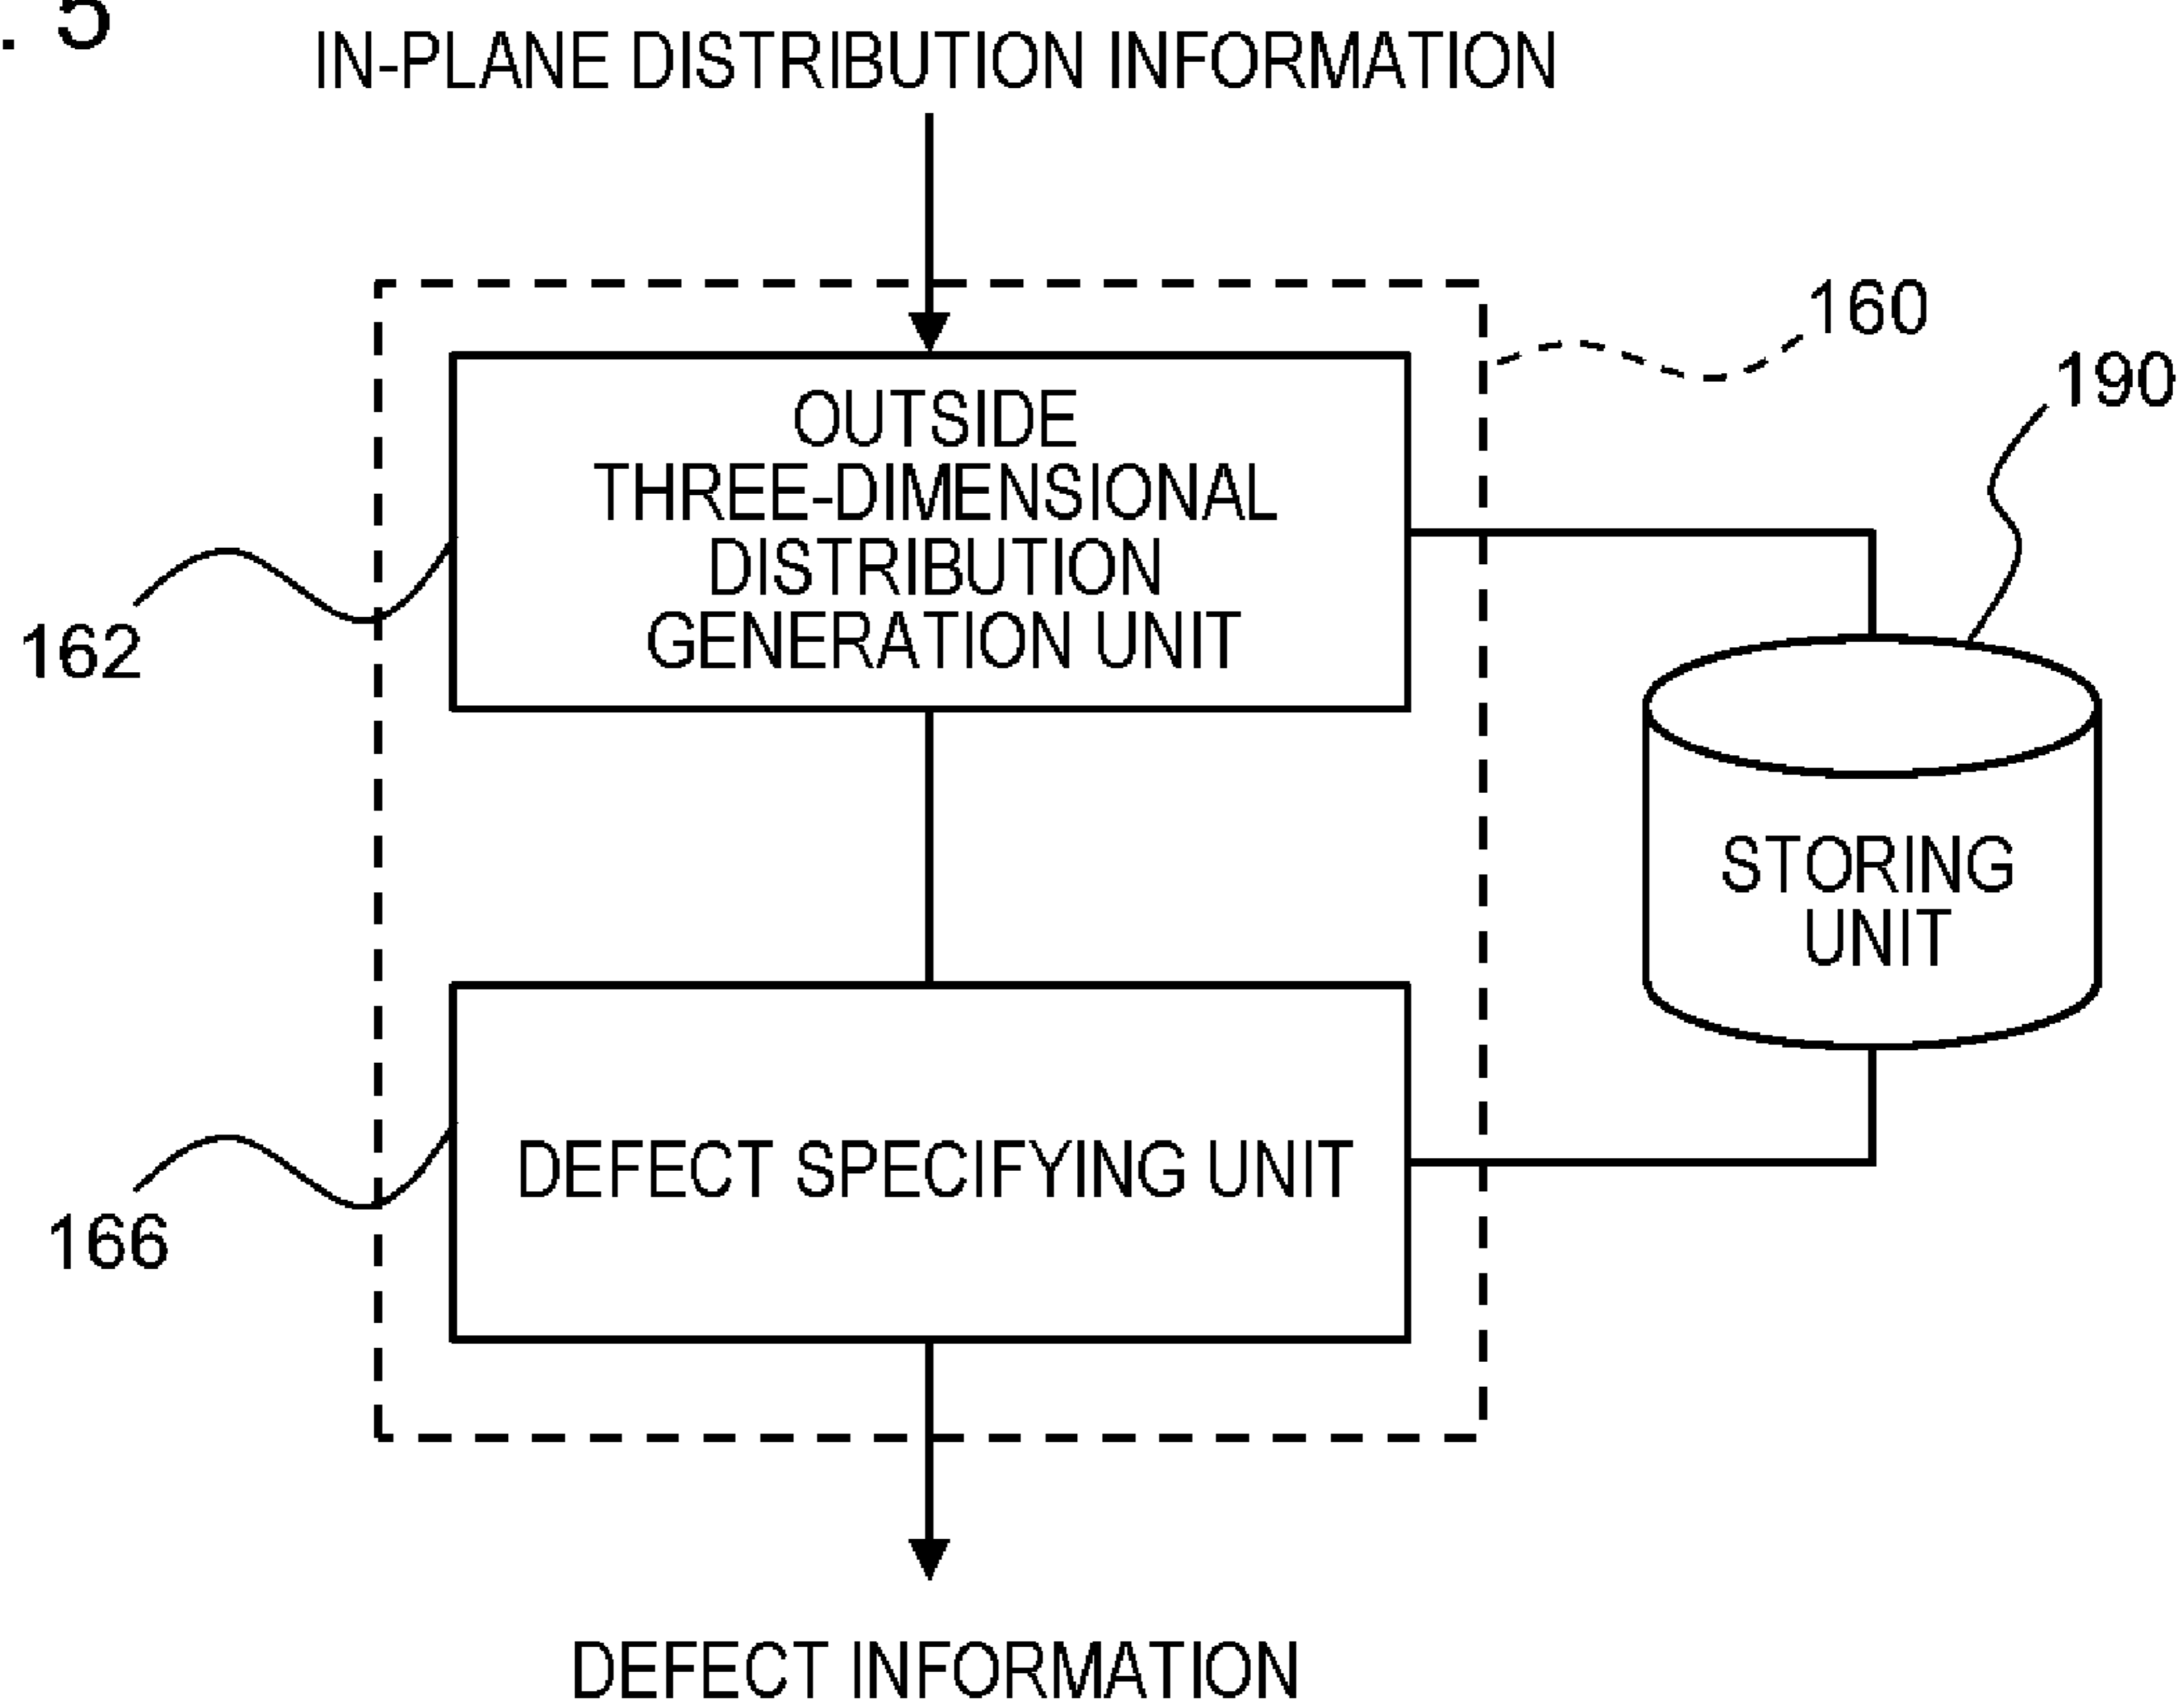 . 5
IN-PLANE DISTRIBUTION INFORMATION
160
190
OUTSIDE
THREE-DIMENSIONAL
DISTRIBUTION
GENERATION UNIT
162
STORING
UNIT
DEFECT SPECIFYING UNIT
166
DEFECT INFORMATION